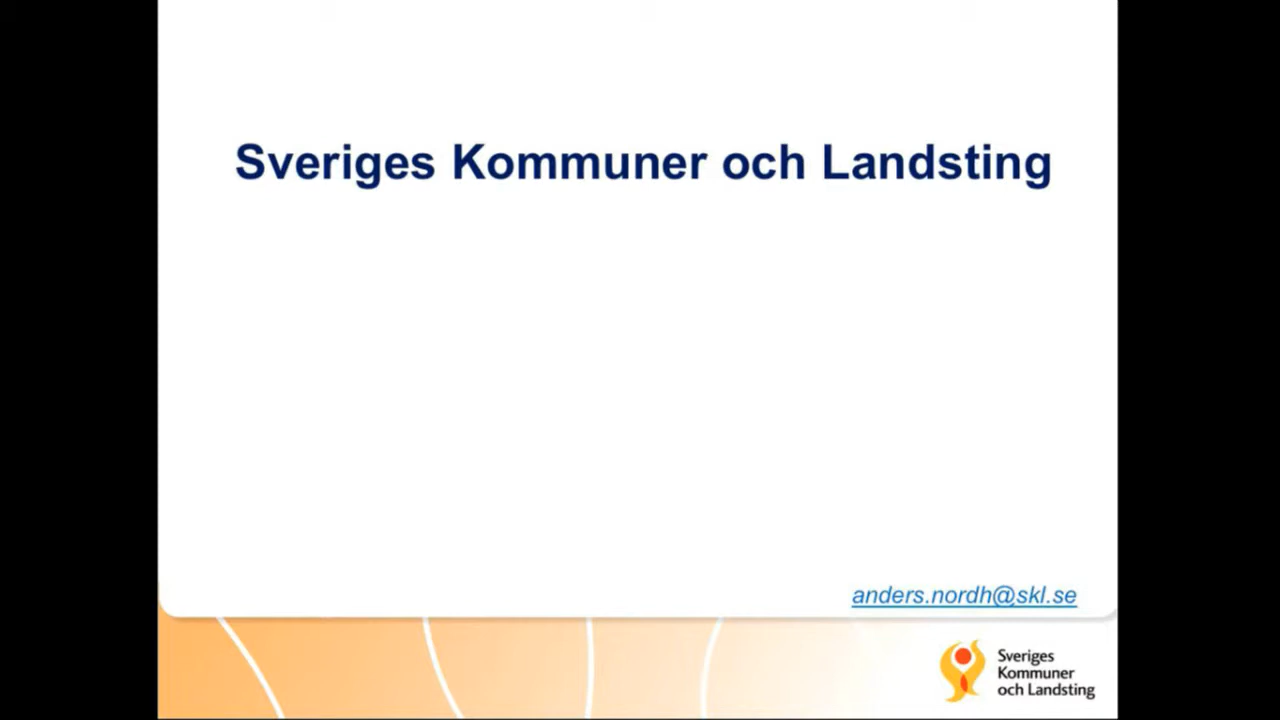 Sveriges Kommuner och Landsting
anders.nordh@skl.se
Sveriges
Kommuner
och Landsting